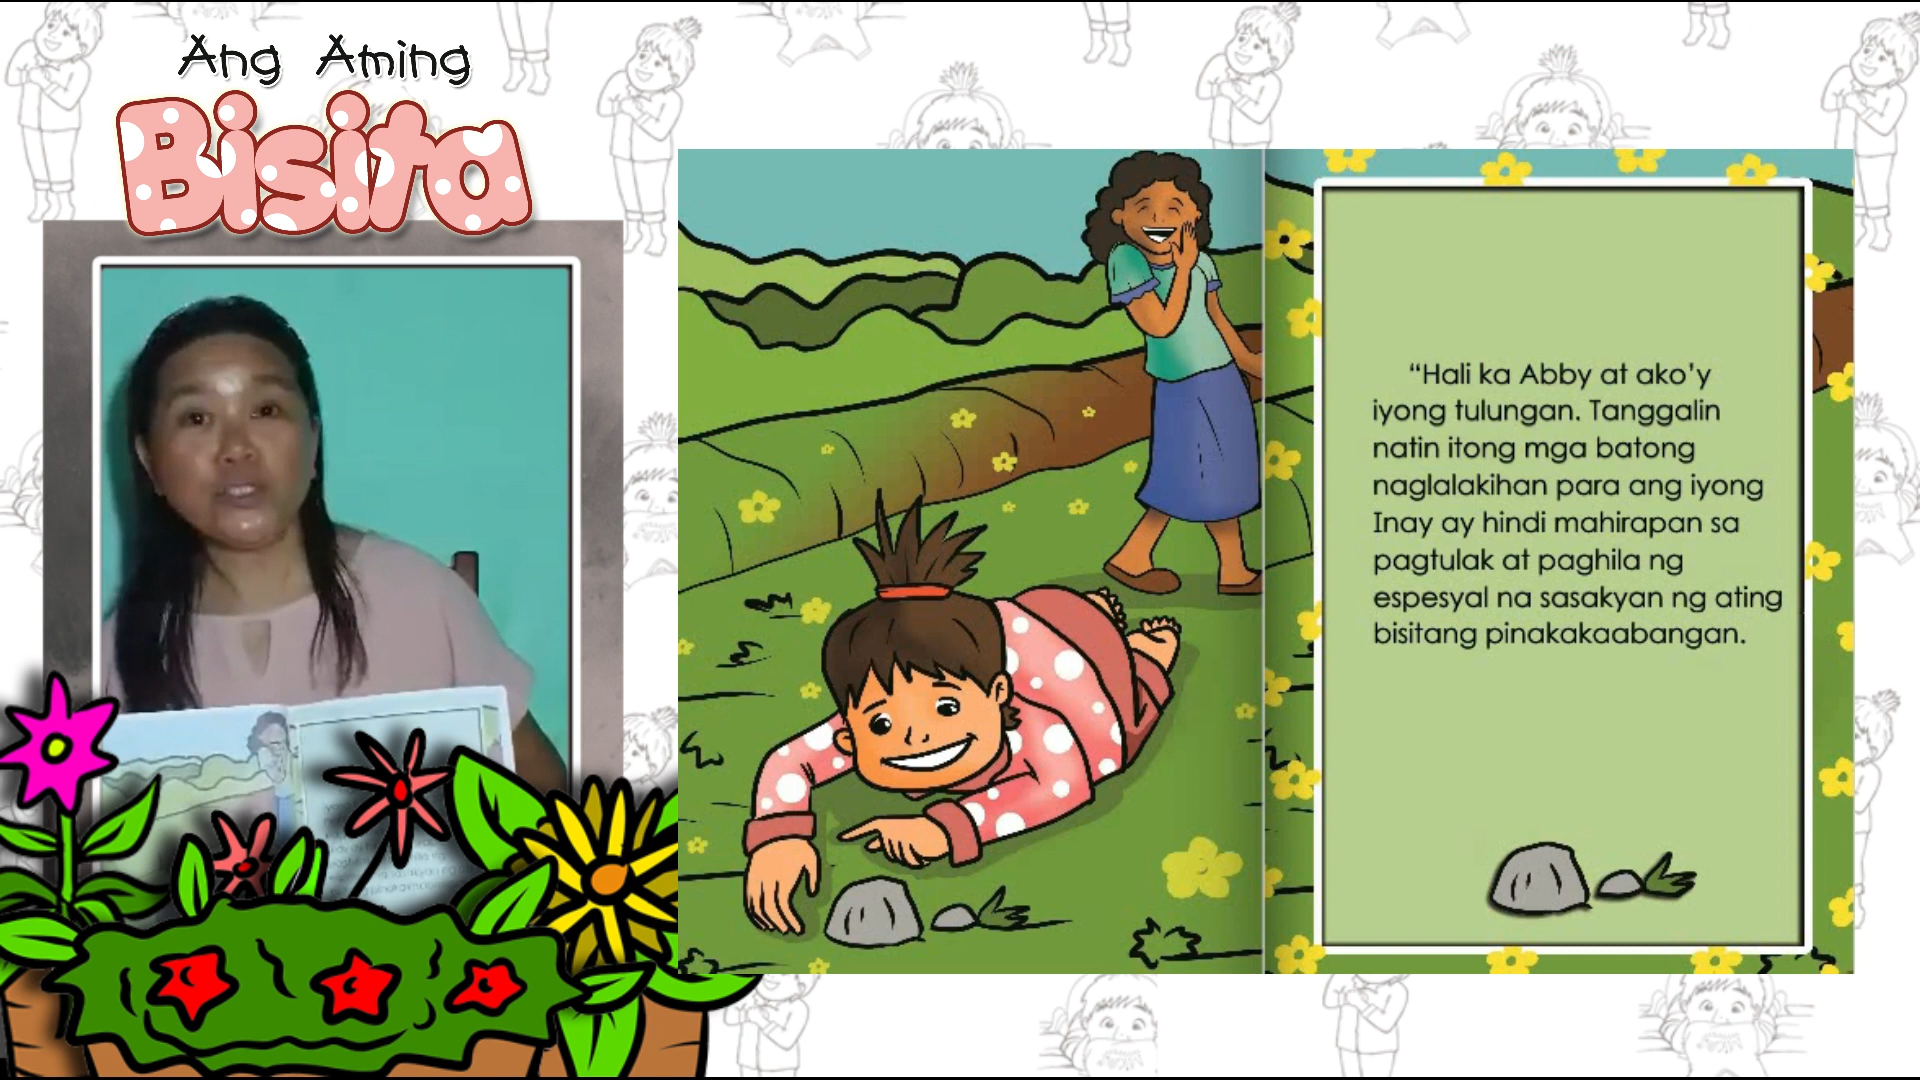 Ang Aming
Bisita
“Hali ka Abby at ako’y
iyong tulungan. Tanggalin
natin itong mga batong
naglalakihan para ang iyong
Inay ay hindi mahirapan sa
pagtulak at paghila ng
espesyal na sasakyan ng ating
bisitang pinakakaabangan.